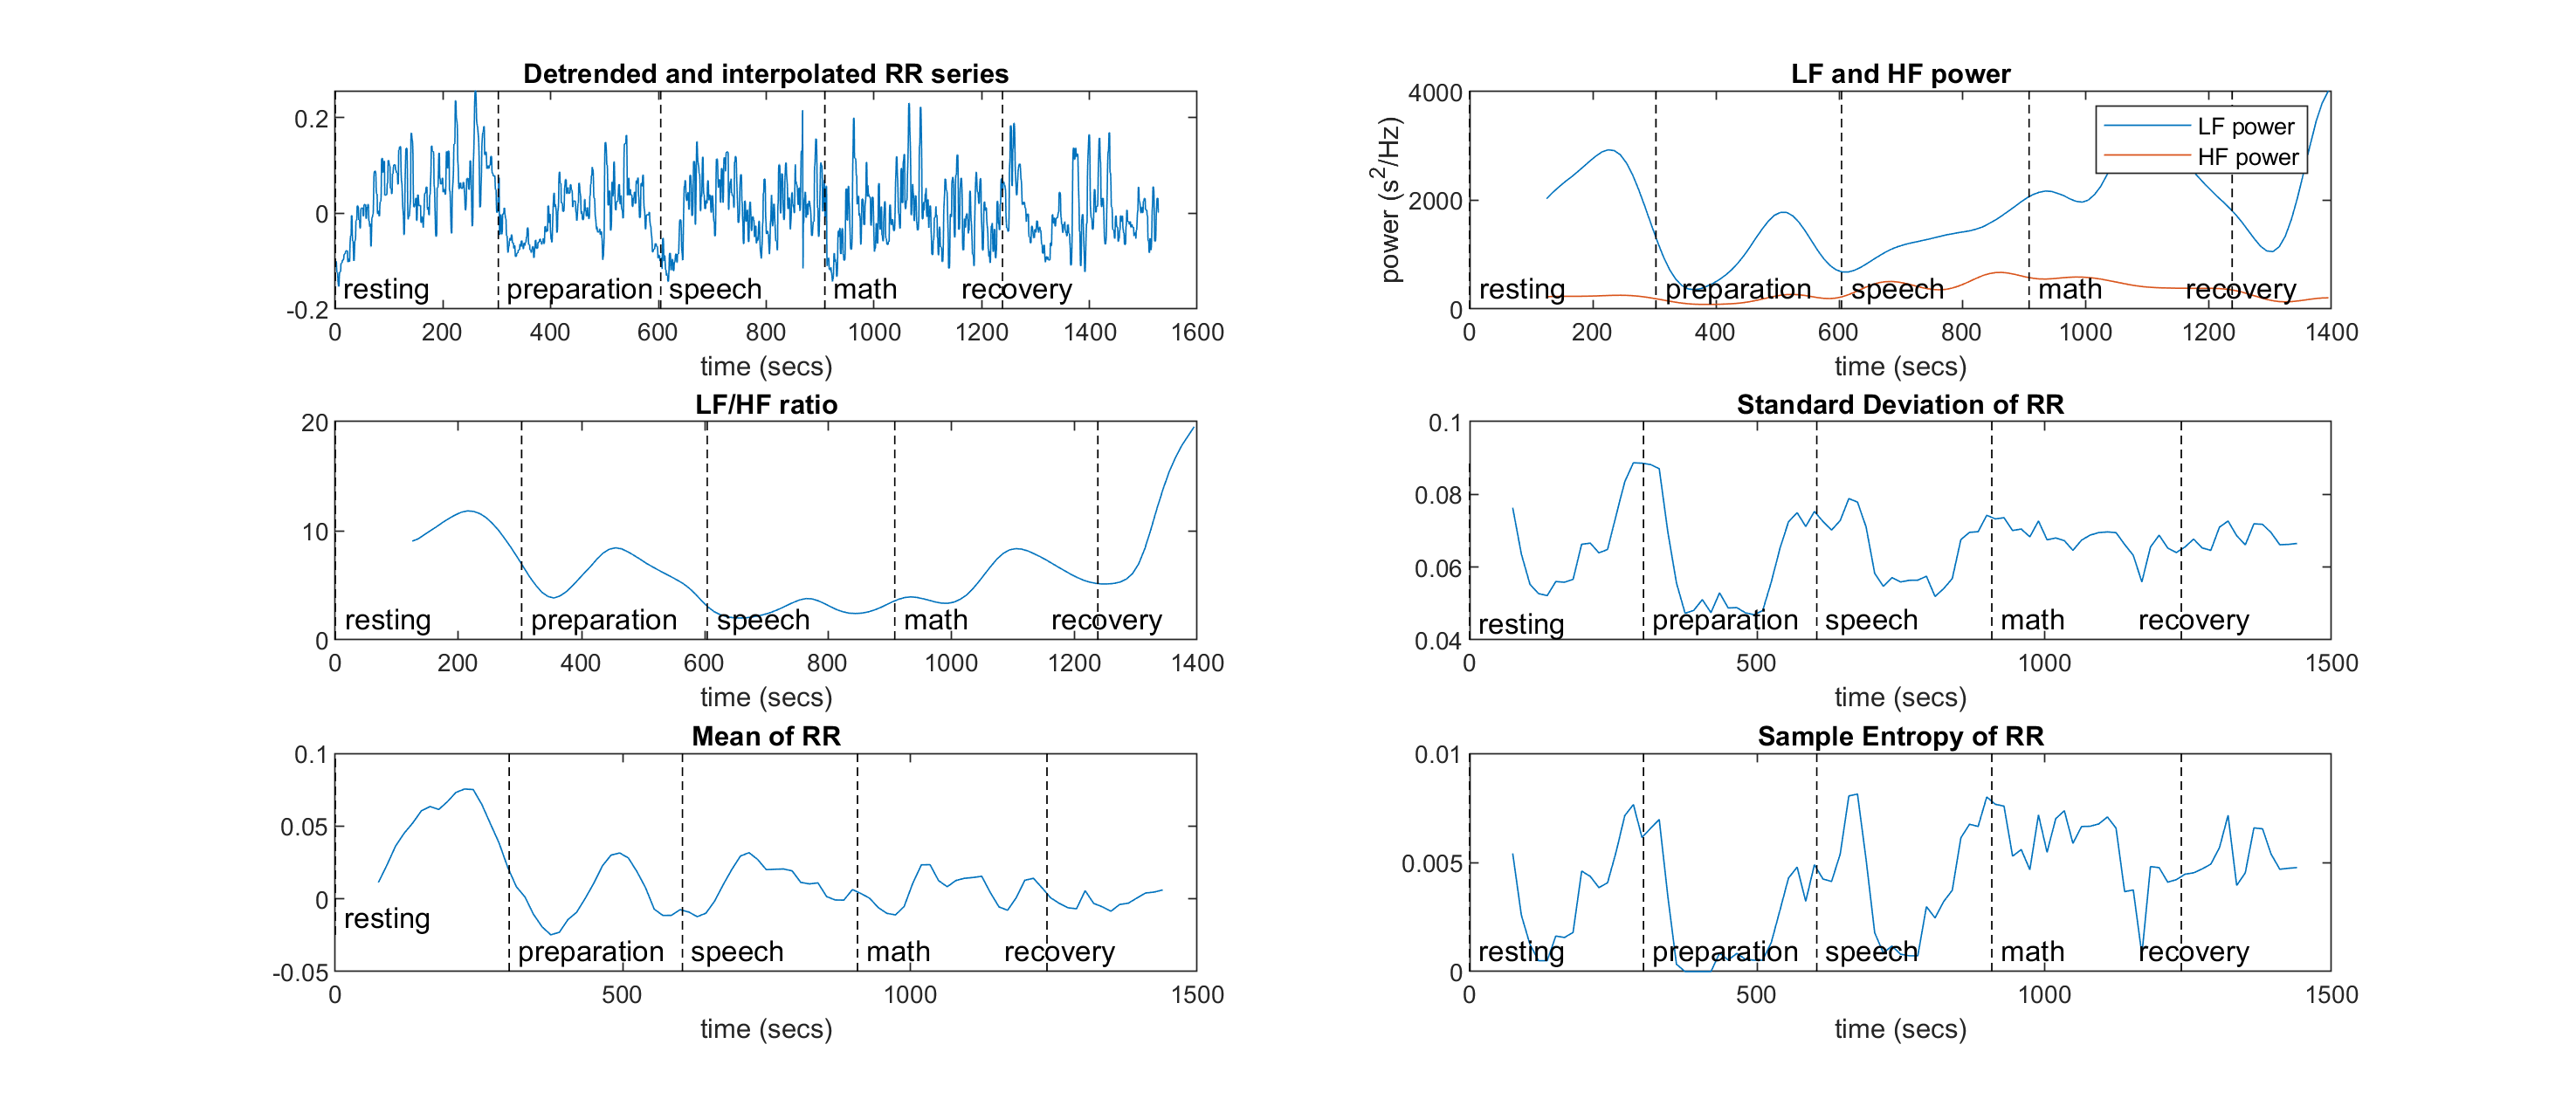 Detrended and interpolated RR series
0.2
0
-0.2
resting
preparation
speech
math
recovery
0 200 400 600 800 1000 1200 1400 1600
time (secs)
LF and HF power
power (s²/Hz)
4000
2000
0
LF power
HF power
resting
preparation
speech
math
recovery
0 200 400 600 800 1000 1200 1400
time (secs)
LF/HF ratio
20
10
0
resting
preparation
speech
math
recovery
0 200 400 600 800 1000 1200 1400
time (secs)
Standard Deviation of RR
0.1
0.08
0.06
0.04
resting
preparation
speech
math
recovery
0 500 1000 1500
time (secs)
Mean of RR
0.1
0.05
0
-0.05
resting
preparation
speech
math
recovery
0 500 1000 1500
time (secs)
Sample Entropy of RR
0.01
0.005
0
resting
preparation
speech
math
recovery
0 500 1000 1500
time (secs)